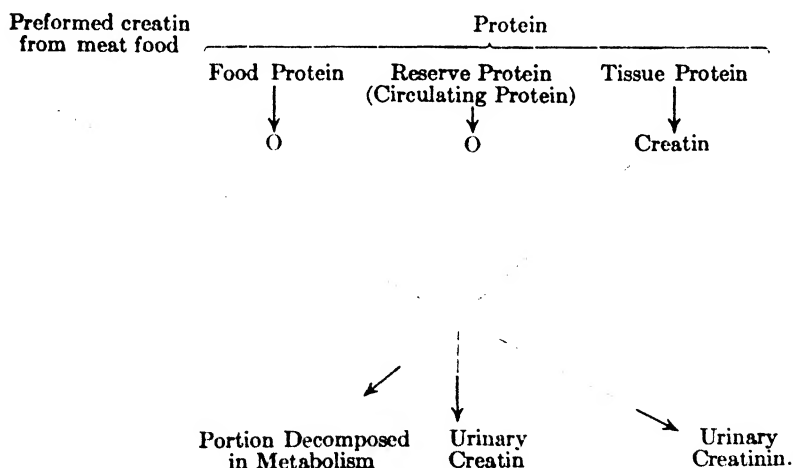 Preformed creatin
from meat food
Protein
Food Protein
Reserve Protein
(Circulating Protein)
Tissue Protein
O
O
Creatin
Portion Decomposed
in Metabolism
Urinary
Creatin
Urinary
Creatinin.